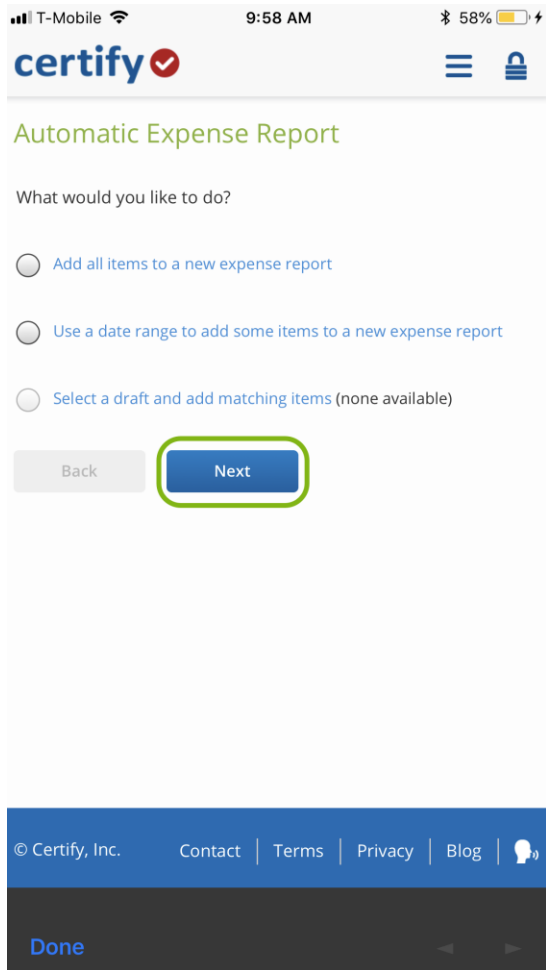 T-Mobile 9:58 AM 58%
certify
Automatic Expense Report
What would you like to do?
Add all items to a new expense report
Use a date range to add some items to a new expense report
Select a draft and add matching items (none available)
Back Next
© Certify, Inc. Contact | Terms | Privacy | Blog |
Done